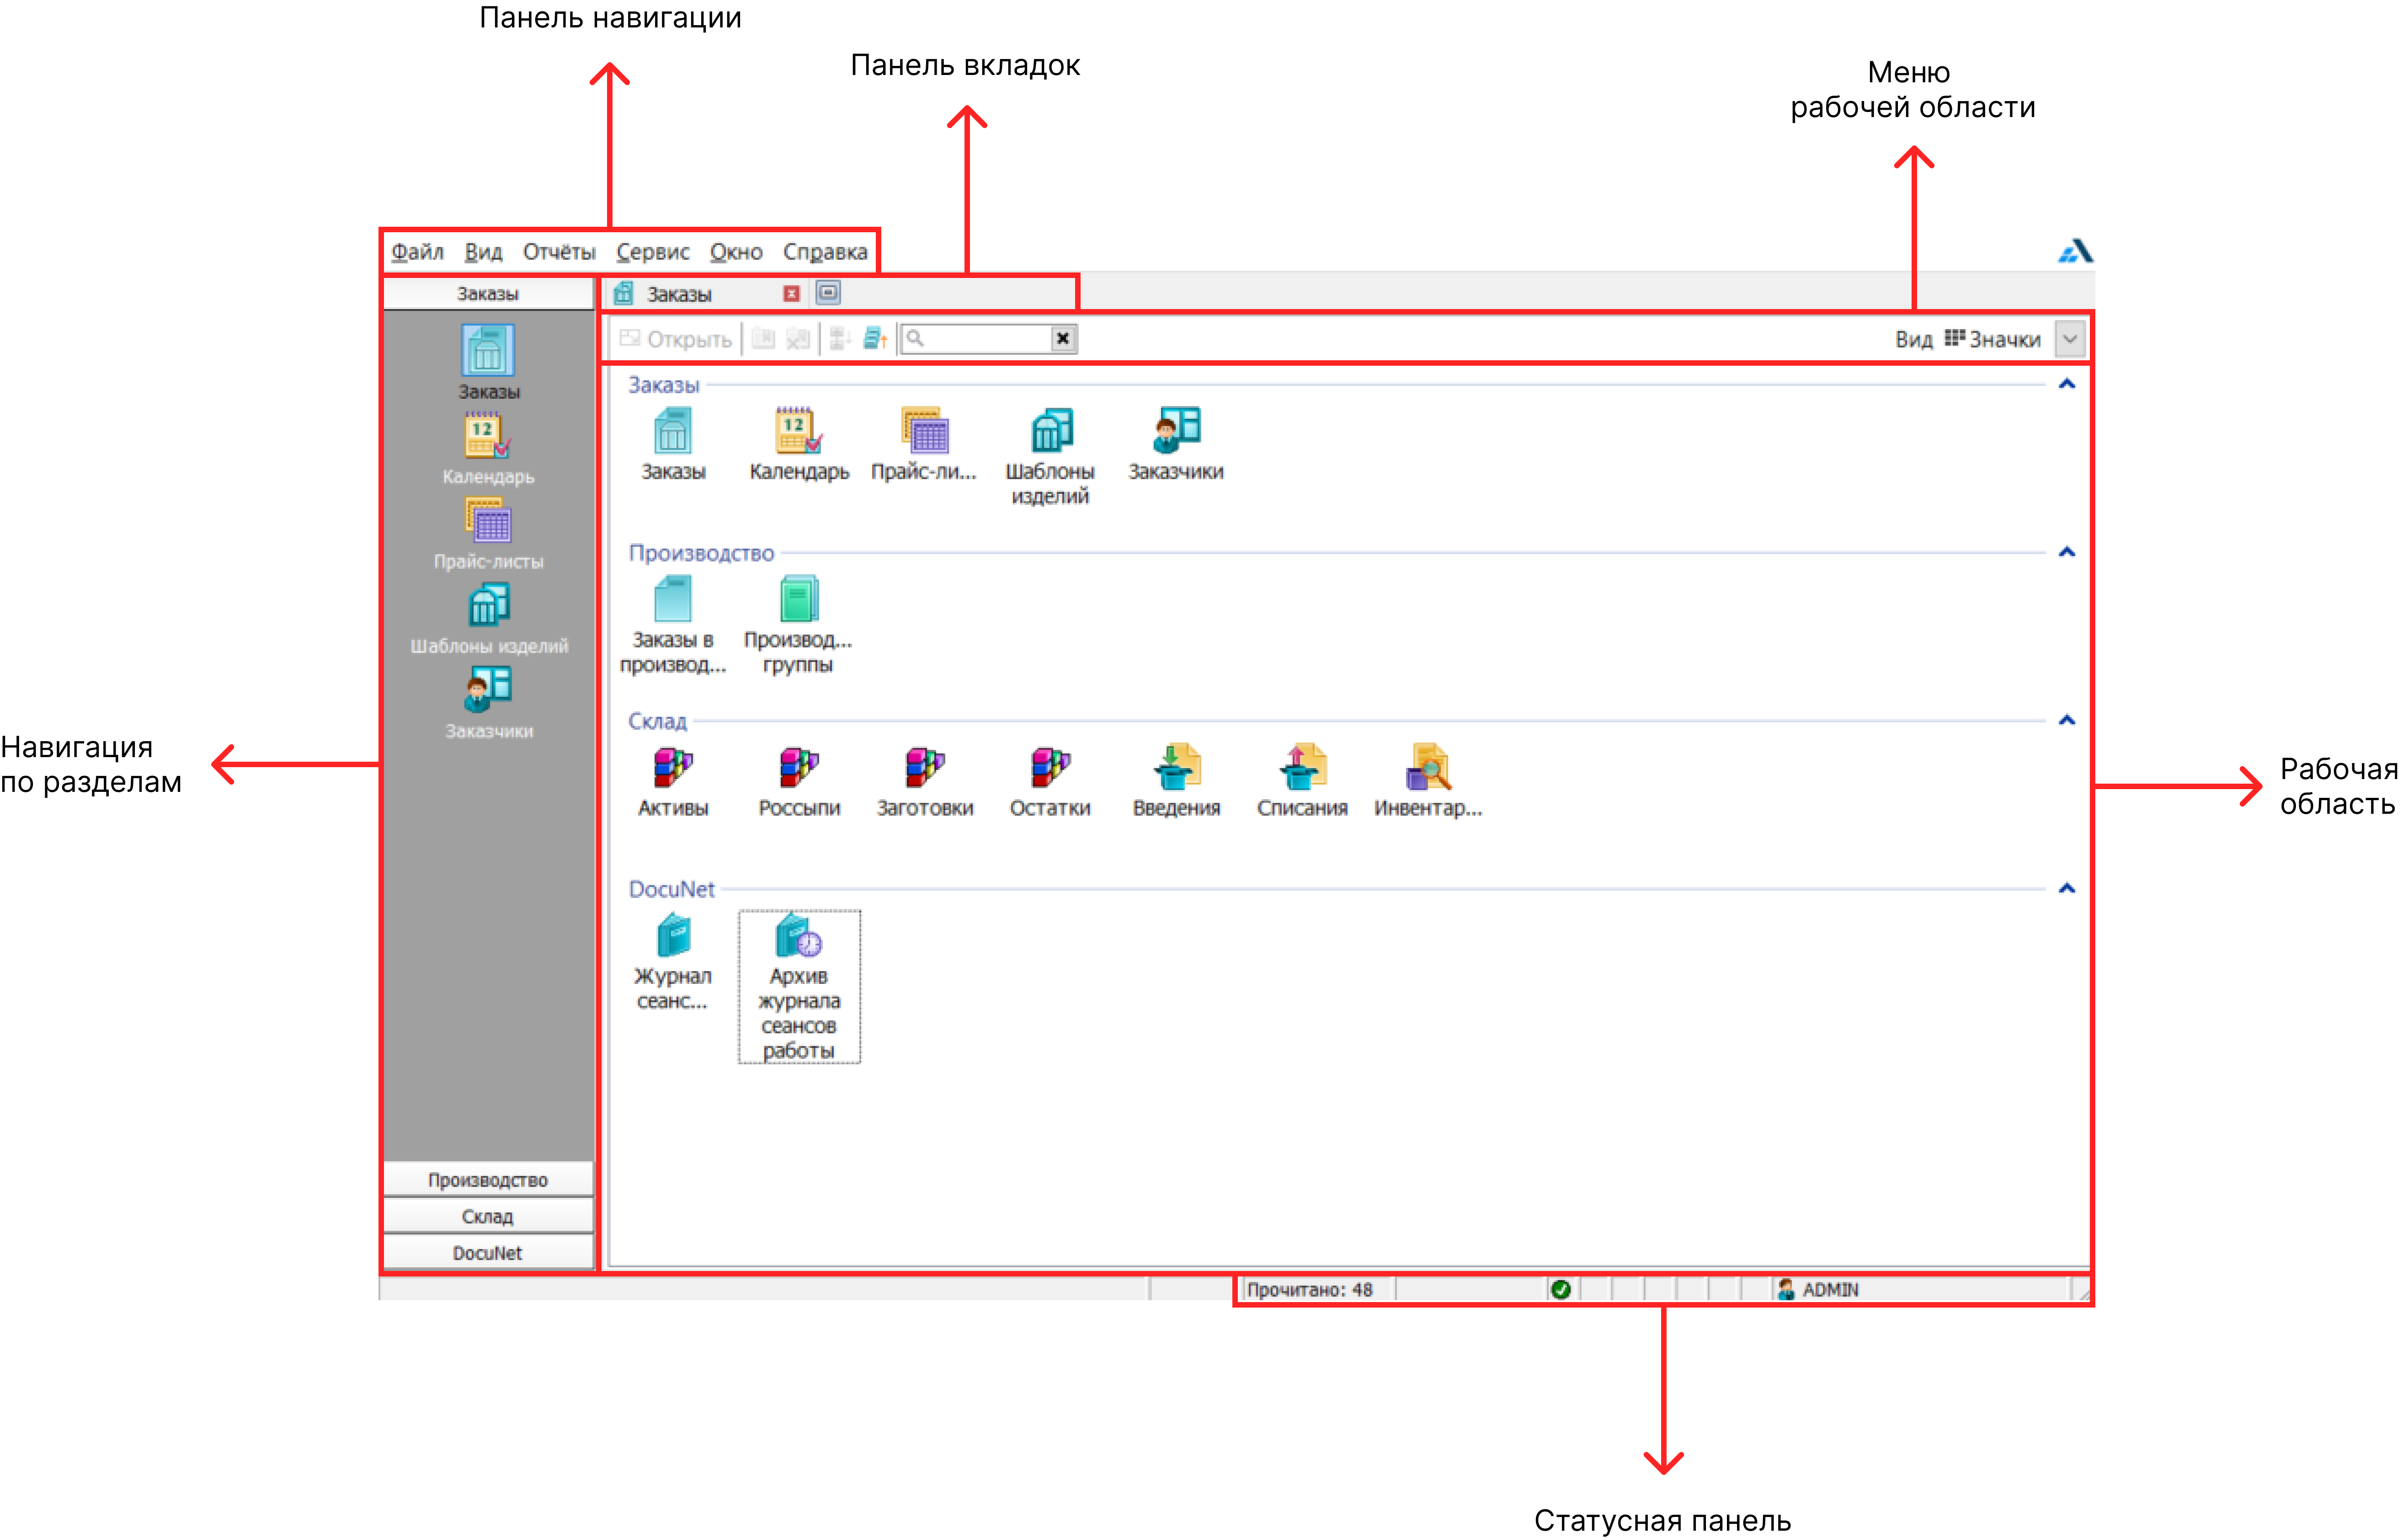 Панель навигации
Панель вкладок
Меню
рабочей области
Файл Вид Отчёты Сервис Окно Справка
Заказы
Заказы
Открыть
Вид Значки
Заказы
Календарь
Прайс-листы
Шаблоны изделий
Заказчики
Производство
Склад
DocuNet
Заказы
Заказы Календарь Прайс-ли... Шаблоны Заказчики
изделий
Производство
Заказы в Производ...
производ... группы
Склад
Активы Россыпи Заготовки Остатки Введения Списания Инвентар...
DocuNet
Журнал Архив
сеанс... журнала
сеансов
работы
12
12
Прочитано: 48
ADMIN
Навигация
по разделам
Рабочая
область
Статусная панель